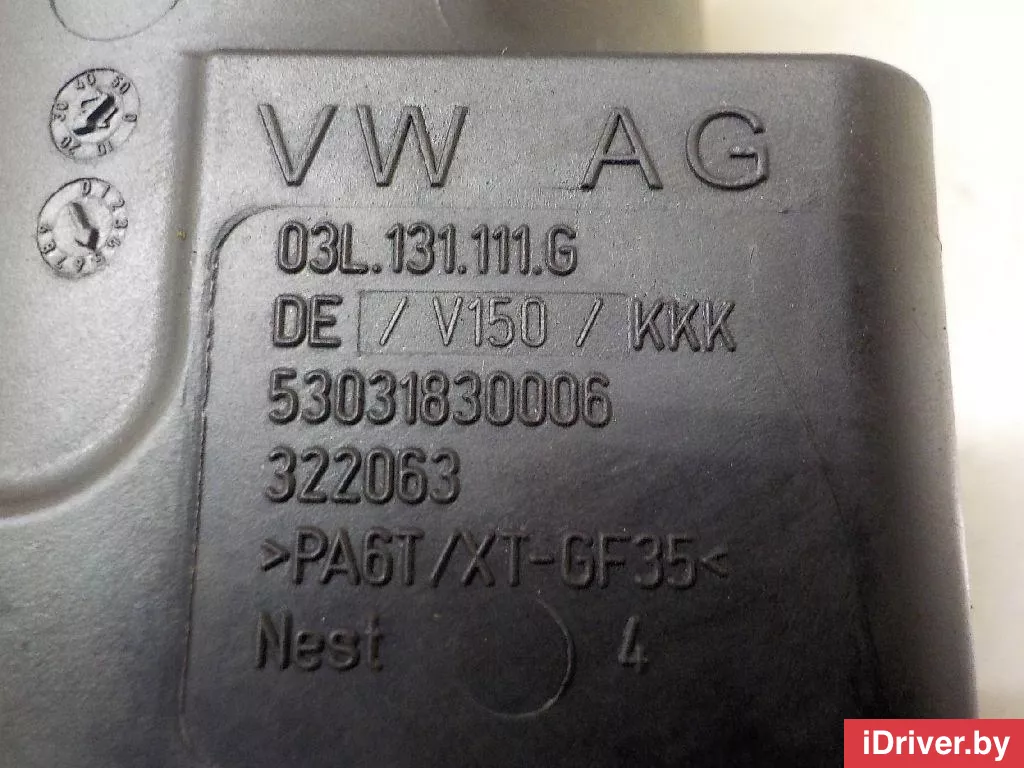 VW AG
03L.131.111.G
DE / V150 / KKK
53031830006
322063
>PA6T/XT-GF35<
Nest 4
iDriver.by